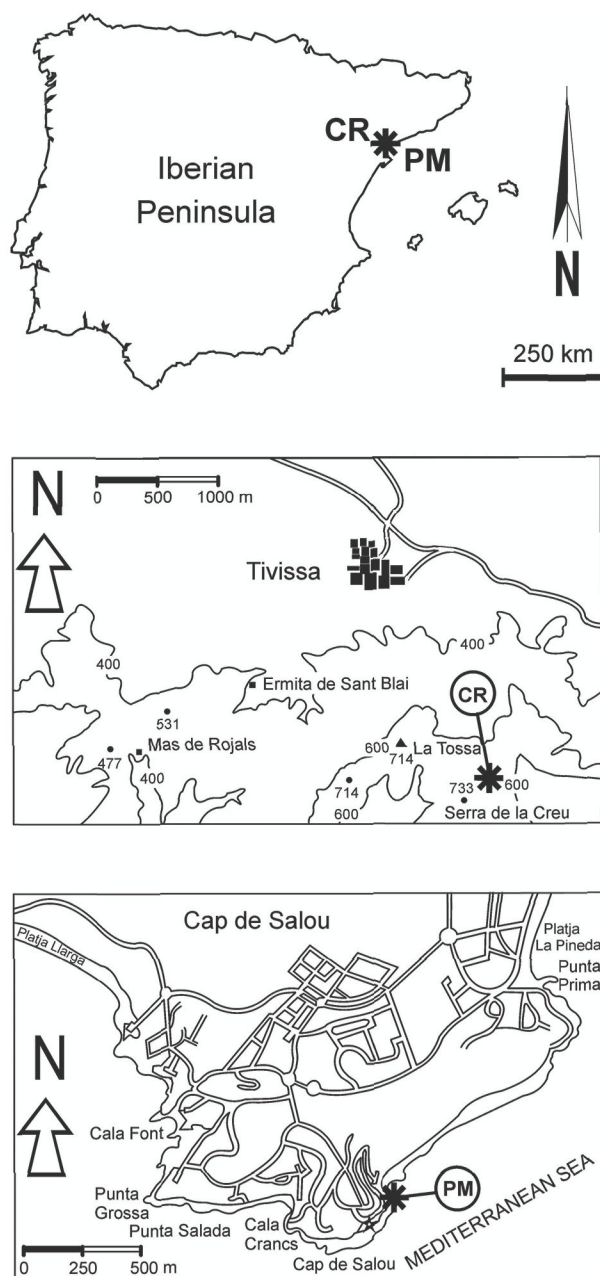 CR
PM
Iberian
Peninsula
N
250 km
N
0 500 1000 m
Tivissa
400
400
Ermita de Sant Blai
CR
531
Mas de Rojals
477
400
600
714
La Tossa
714
600
733
600
Serra de la Creu
Cap de Salou
Platja Llarga
Platja
La Pineda
Punta
Prima
N
Cala Font
Punta
Grossa
Punta Salada
Cala
Crancs
Cap de Salou
PM
MEDITERRANEAN SEA
0 250 500 m